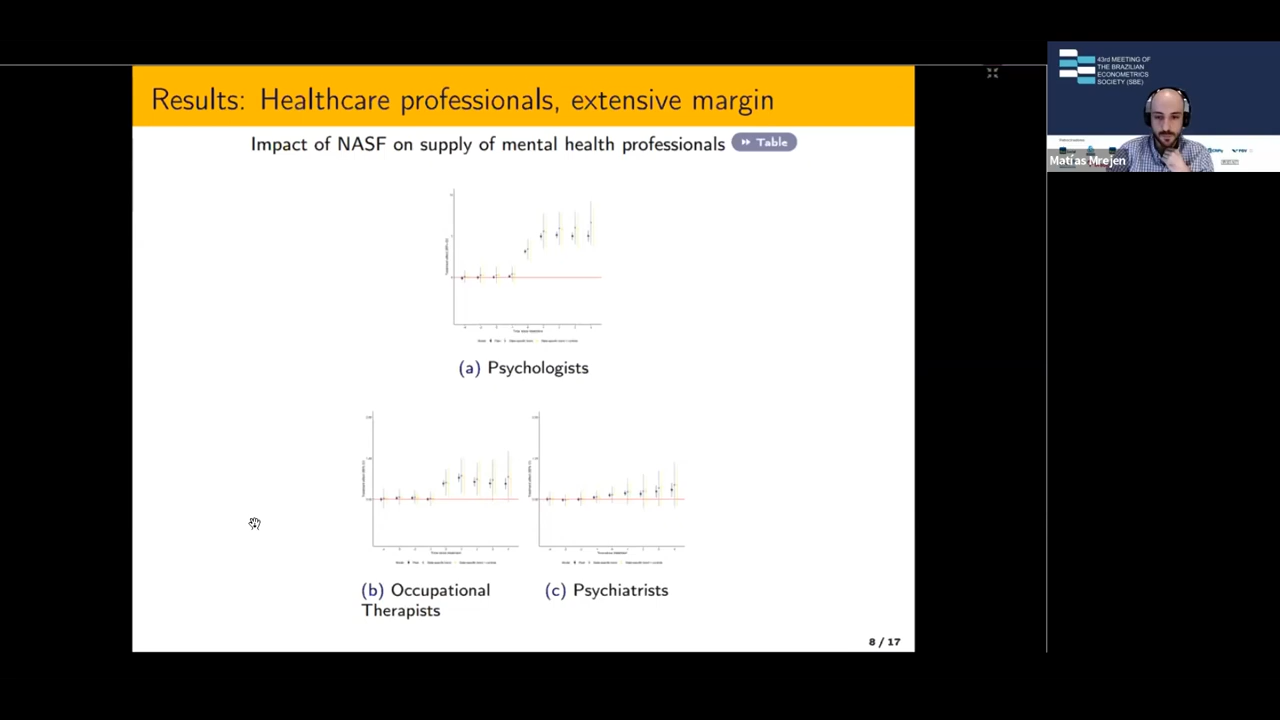 Results: Healthcare professionals, extensive margin
Impact of NASF on supply of mental health professionals
Table
(a) Psychologists
(b) Occupational
Therapists
(c) Psychiatrists
8 / 17
43rd MEETING OF
THE BRAZILIAN
ECONOMETRICS
SOCIETY (SBE)
Matías Mrejen